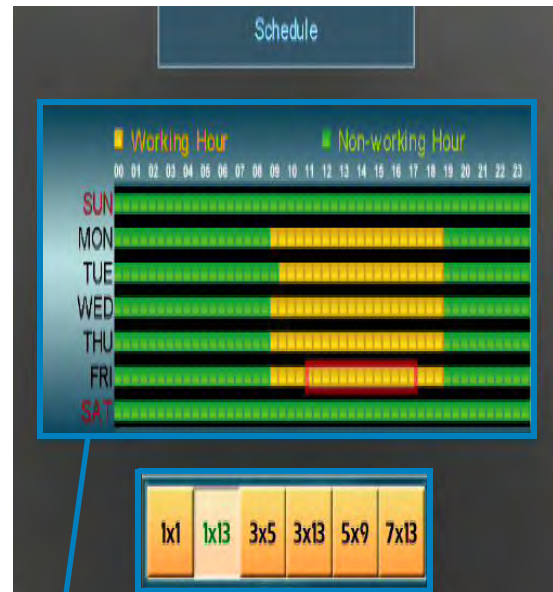 Schedule
Working Hour Non-working Hour
00 01 02 03 04 05 06 07 08 09 10 11 12 13 14 15 16 17 18 19 20 21 22 23
SUN
MON
TUE
WED
THU
FRI
SAT
1x1 1x13 3x5 3x13 5x9 7x13